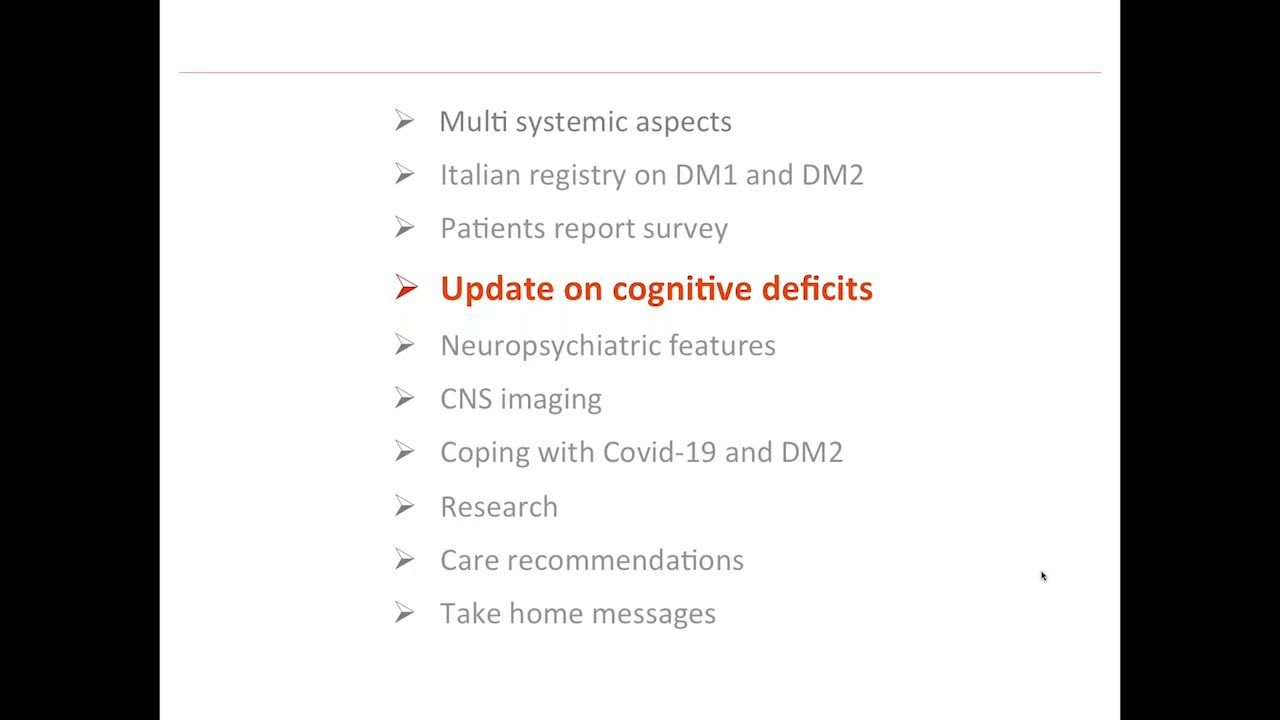 Multi systemic aspects
Italian registry on DM1 and DM2
Patients report survey
Update on cognitive deficits
Neuropsychiatric features
CNS imaging
Coping with Covid-19 and DM2
Research
Care recommendations
Take home messages